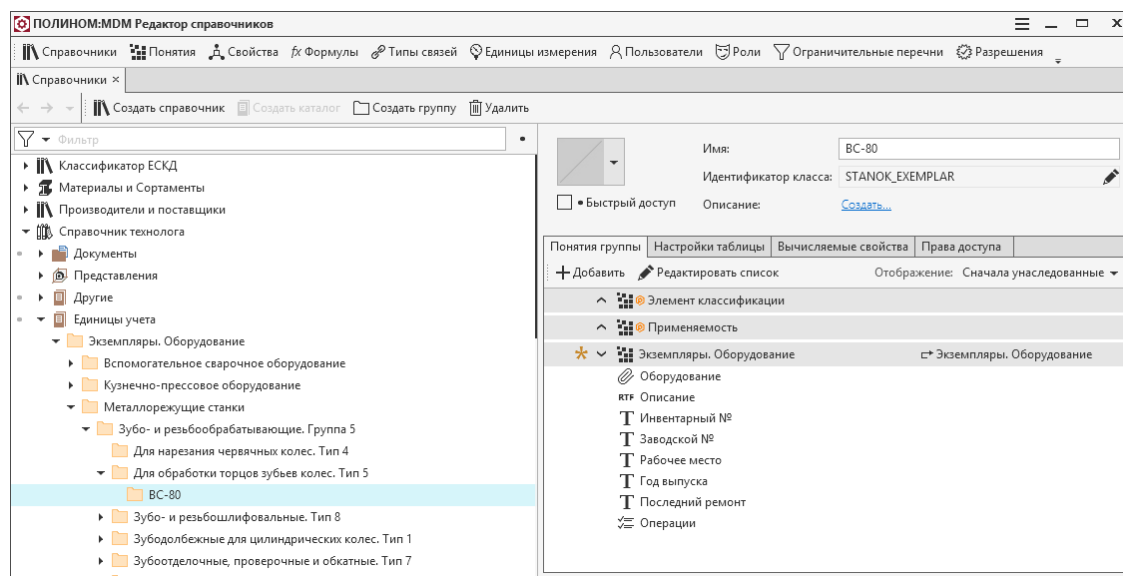 ПОЛИНОМ:MDM Редактор справочников
Справочники Понятия Свойства fx Формулы Типы связей Единицы измерения Пользователи Роли Ограничительные перечни Разрешения
Справочники ×
Создать справочник Создать каталог Создать группу Удалить
Фильтр
Классификатор ЕСКД
Материалы и Сортаменты
Производители и поставщики
Справочник технолога
Документы
Представления
Другие
Единицы учета
Экземпляры. Оборудование
Вспомогательное сварочное оборудование
Кузнечно-прессовое оборудование
Металлорежущие станки
Зубо- и резьбообрабатывающие. Группа 5
Для нарезания червячных колес. Тип 4
Для обработки торцов зубьев колес. Тип 5
ВС-80
Зубо- и резьбошлифовальные. Тип 8
Зубодолбежные для цилиндрических колес. Тип 1
Зубоотделочные, проверочные и обкатные. Тип 7
Имя: ВС-80
Идентификатор класса: STANOK_EXEMPLAR
Быстрый доступ Описание: Создать...
Понятия группы Настройки таблицы Вычисляемые свойства Права доступа
Добавить Редактировать список Отображение: Сначала унаследованные
Элемент классификации
Применяемость
Экземпляры. Оборудование Экземпляры. Оборудование
Оборудование
RTF Описание
T Инвентарный №
T Заводской №
T Рабочее место
T Год выпуска
T Последний ремонт
Операции